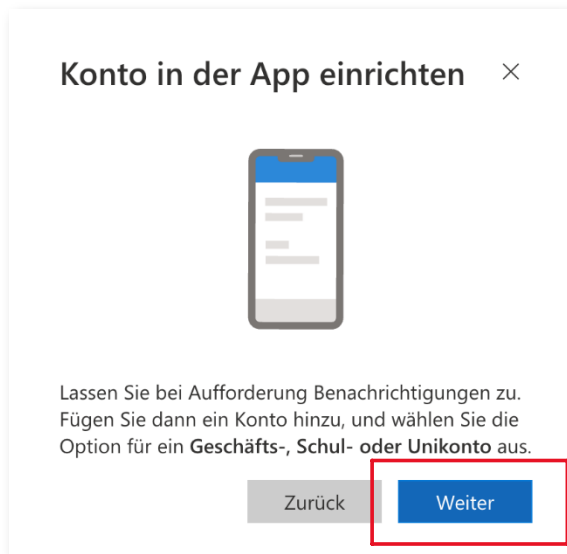 Konto in der App einrichten
Lassen Sie bei Aufforderung Benachrichtigungen zu.
Fügen Sie dann ein Konto hinzu, und wählen Sie die
Option für ein Geschäfts-, Schul- oder Unikonto aus.
Zurück Weiter